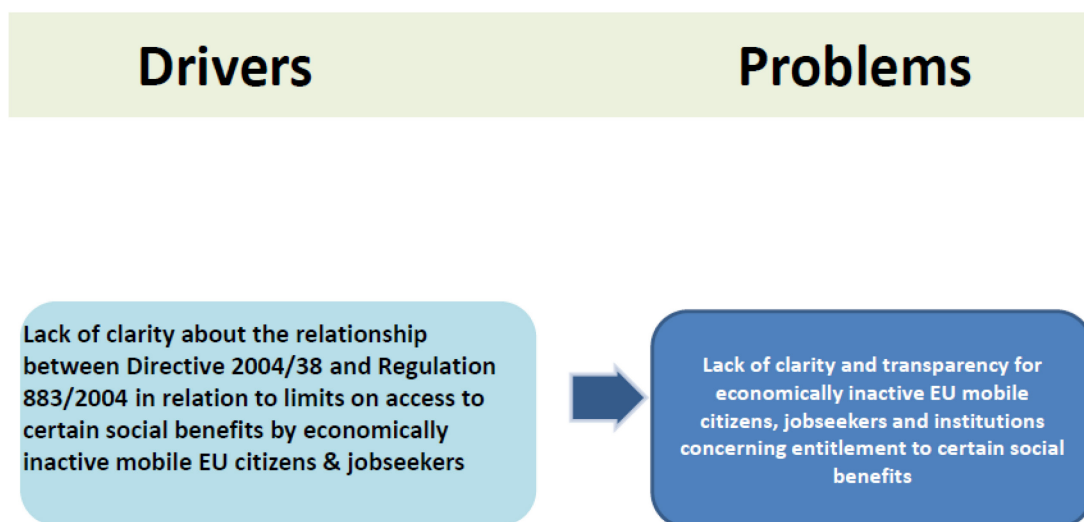 Drivers
Problems
Lack of clarity about the relationship
between Directive 2004/38 and Regulation
883/2004 in relation to limits on access to
certain social benefits by economically
inactive mobile EU citizens & jobseekers
Lack of clarity and transparency for
economically inactive EU mobile
citizens, jobseekers and institutions
concerning entitlement to certain social
benefits